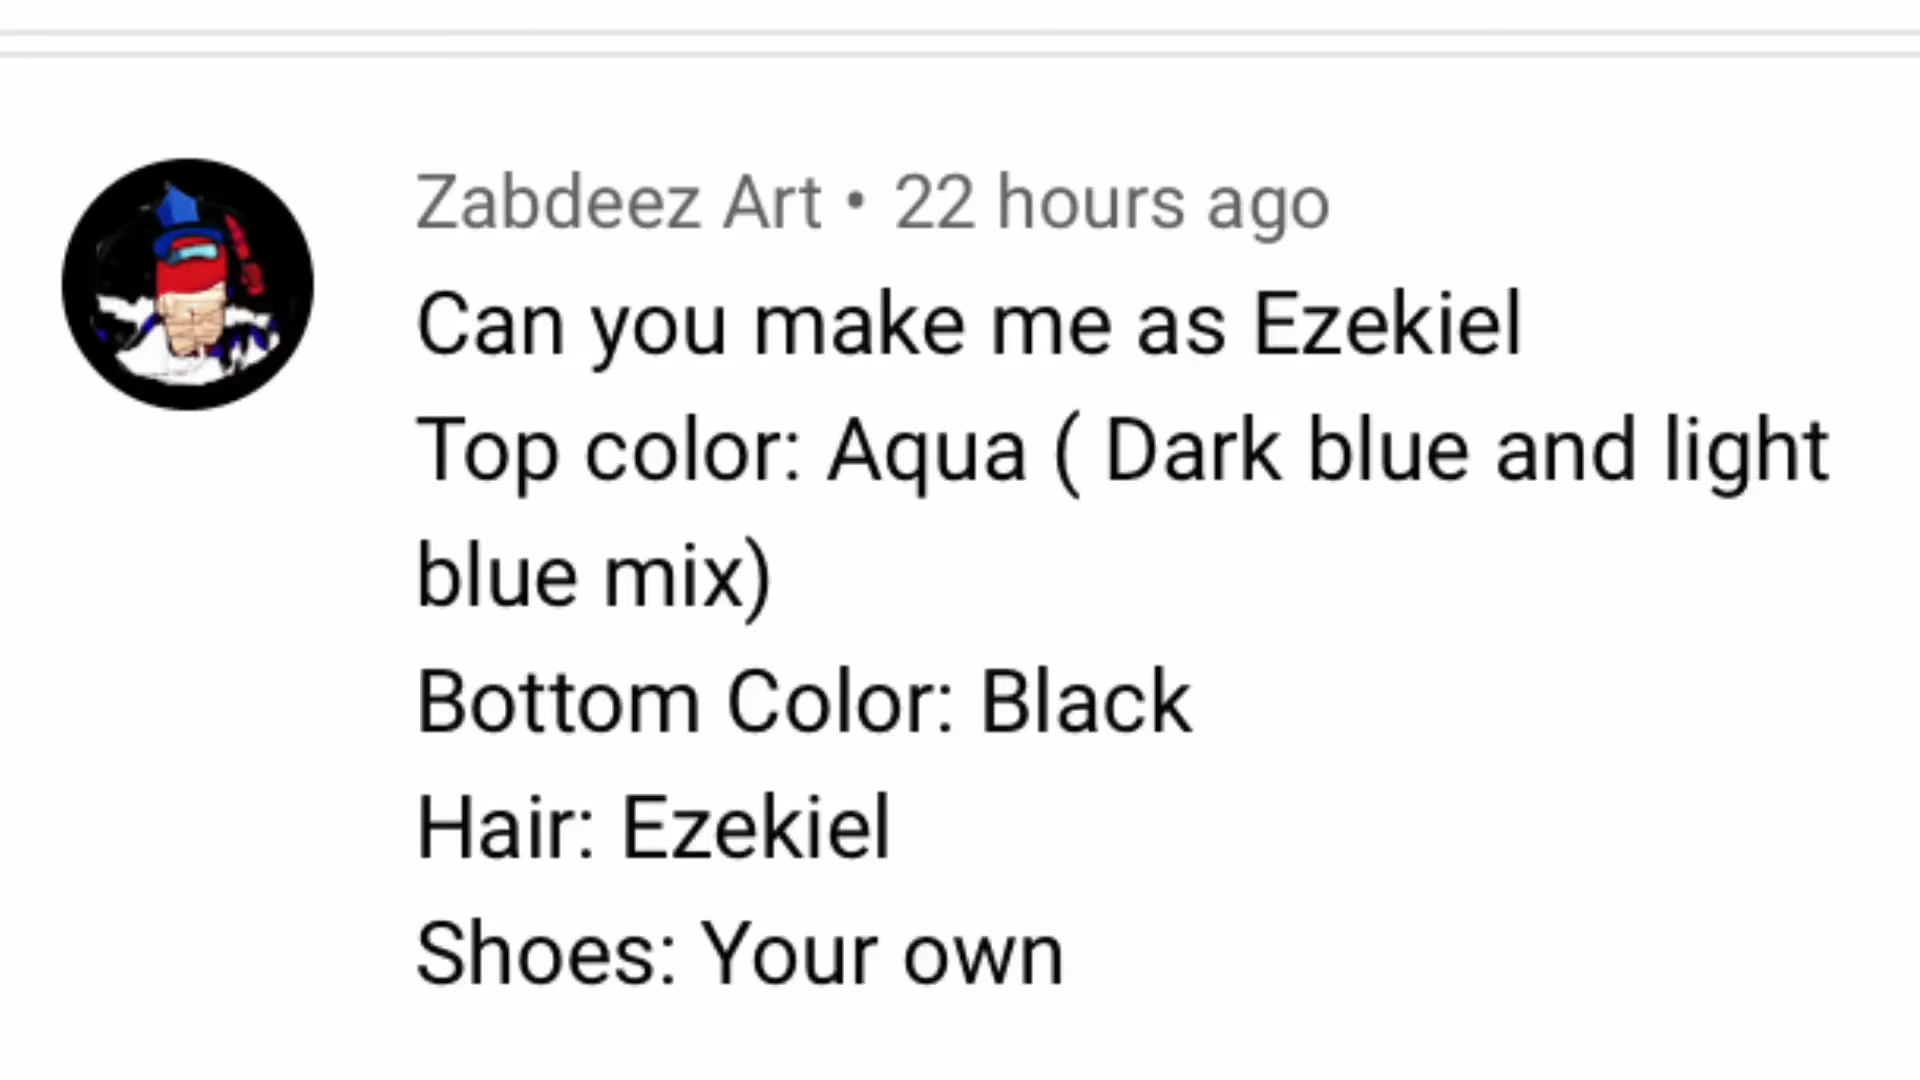 Zabdeez Art • 22 hours ago
Can you make me as Ezekiel
Top color: Aqua ( Dark blue and light
blue mix)
Bottom Color: Black
Hair: Ezekiel
Shoes: Your own